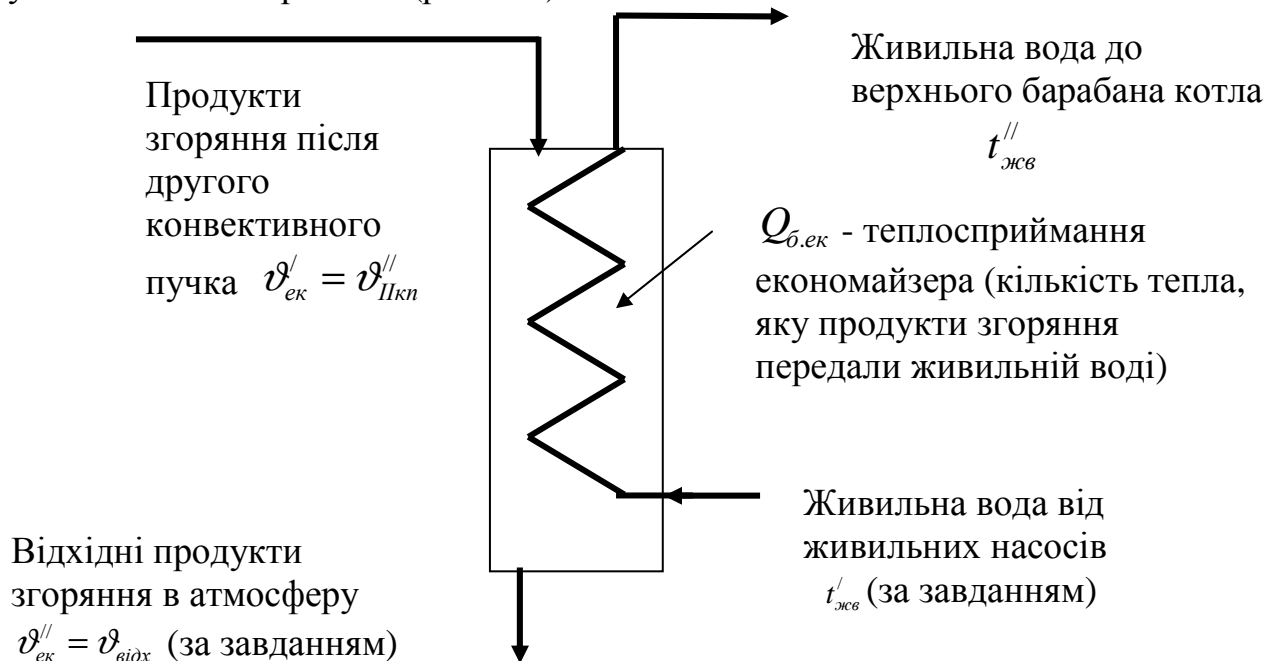 Продукти
згоряння після
другого
конвективного
пучка ϑ′ек = ϑ″IIкп
Живильна вода до
верхнього барабана котла
t″жв
Qб.ек - теплосприймання
економайзера (кількість тепла,
яку продукти згоряння
передали живильній воді)
Живильна вода від
живильних насосів
t′жв (за завданням)
Відхідні продукти
згоряння в атмосферу
ϑ″ек = ϑвідх (за завданням)